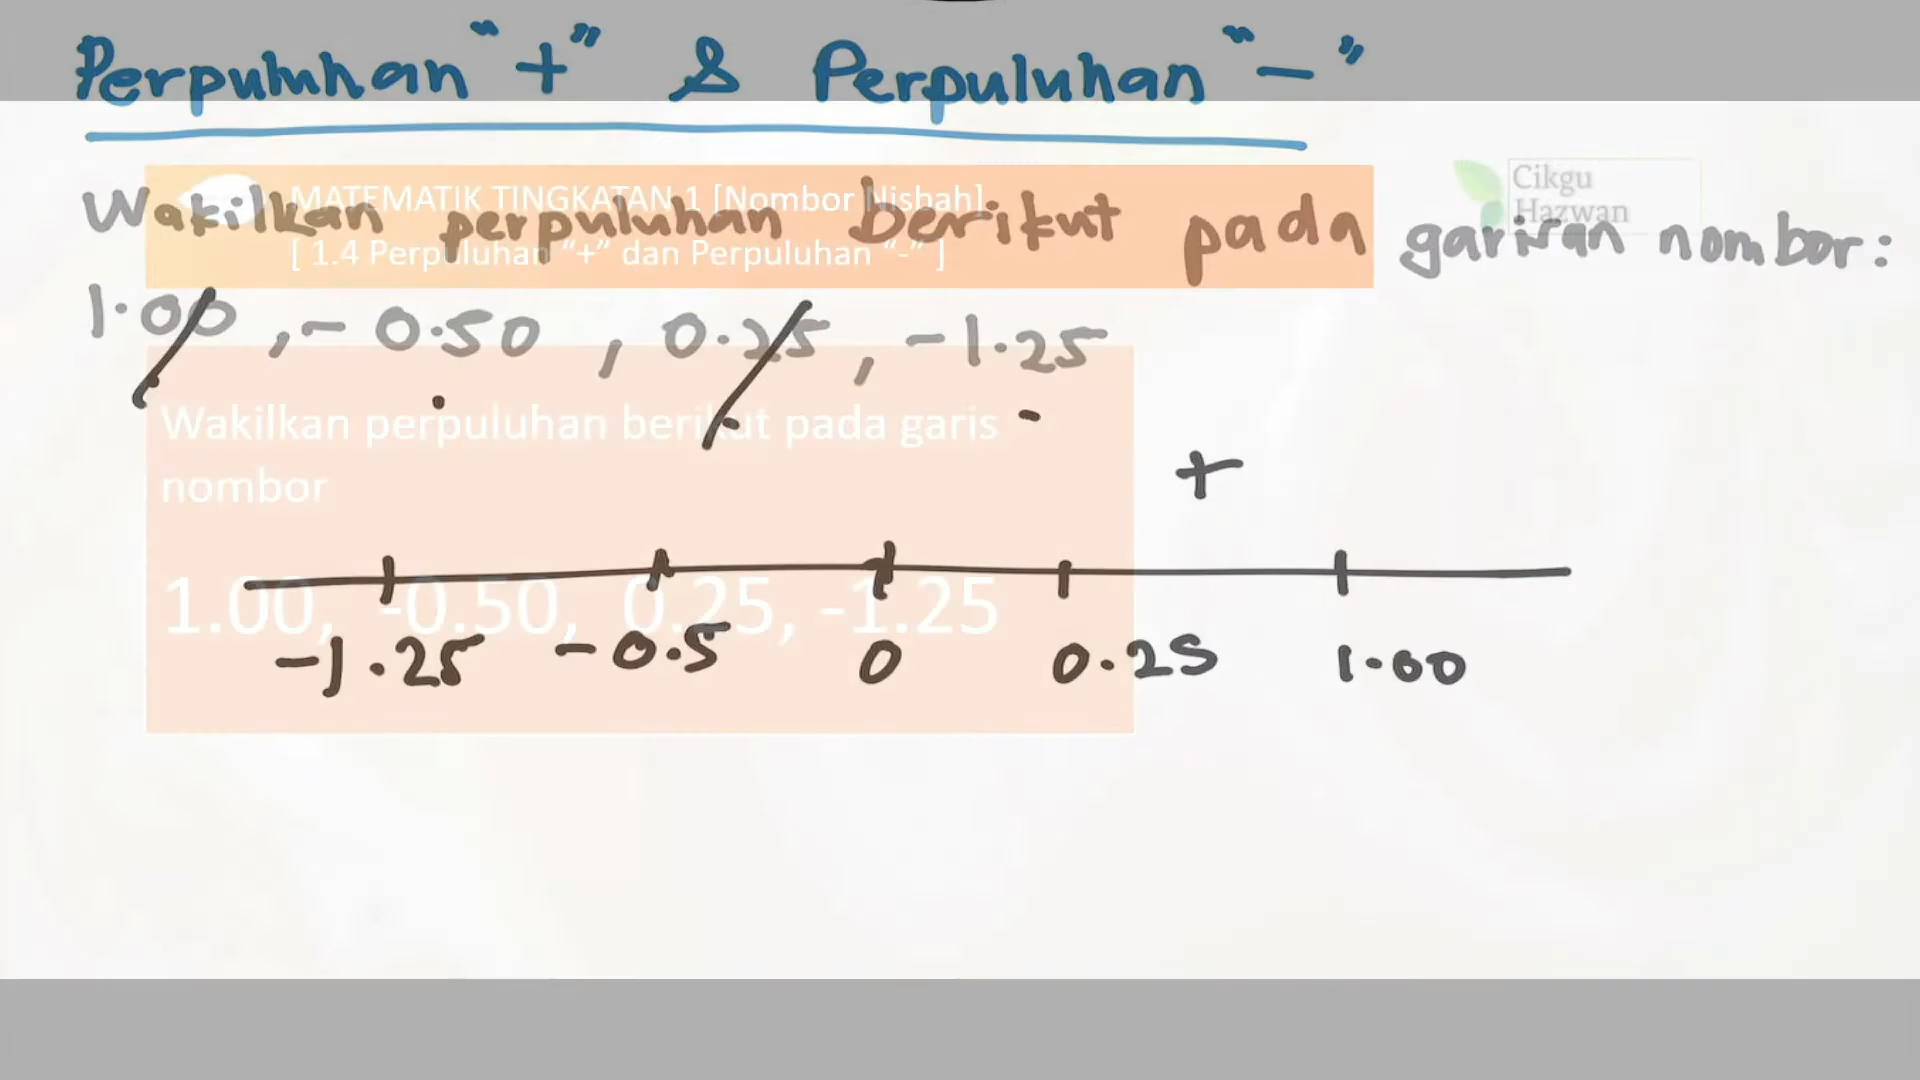 Perpuluhan "+" & Perpuluhan "-"
MATEMATIK TINGKATAN 1 [Nombor Nisbah]
Cikgu
Hazwan
Wakilkan perpuluhan berikut pada garisan nombor:
[ 1.4 Perpuluhan "+" dan Perpuluhan "-" ]
1.00 , - 0.50 , 0.25 , -1.25
Wakilkan perpuluhan berikut pada garis
nombor
+
1.00, -0.50, 0.25, -1.25
-1.25 -0.5 0 0.25 1.00